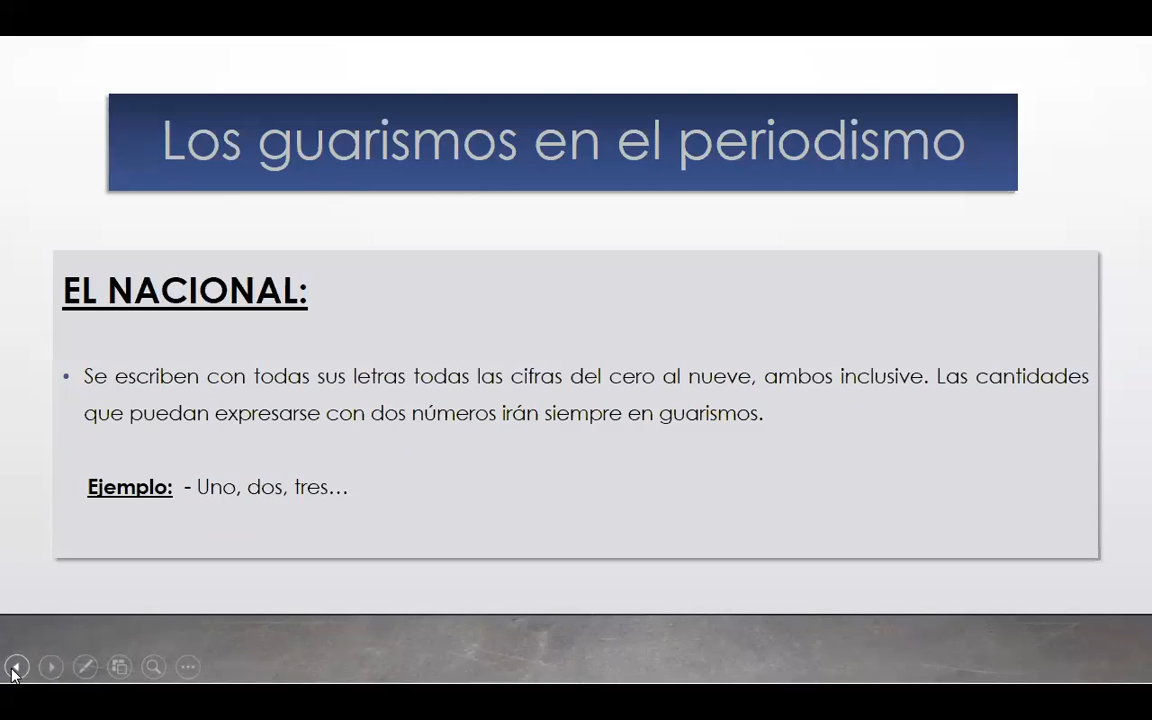 Los guarismos en el periodismo
EL NACIONAL:
• Se escriben con todas sus letras todas las cifras del cero al nueve, ambos inclusive. Las cantidades
que puedan expresarse con dos números irán siempre en guarismos.
Ejemplo: - Uno, dos, tres...